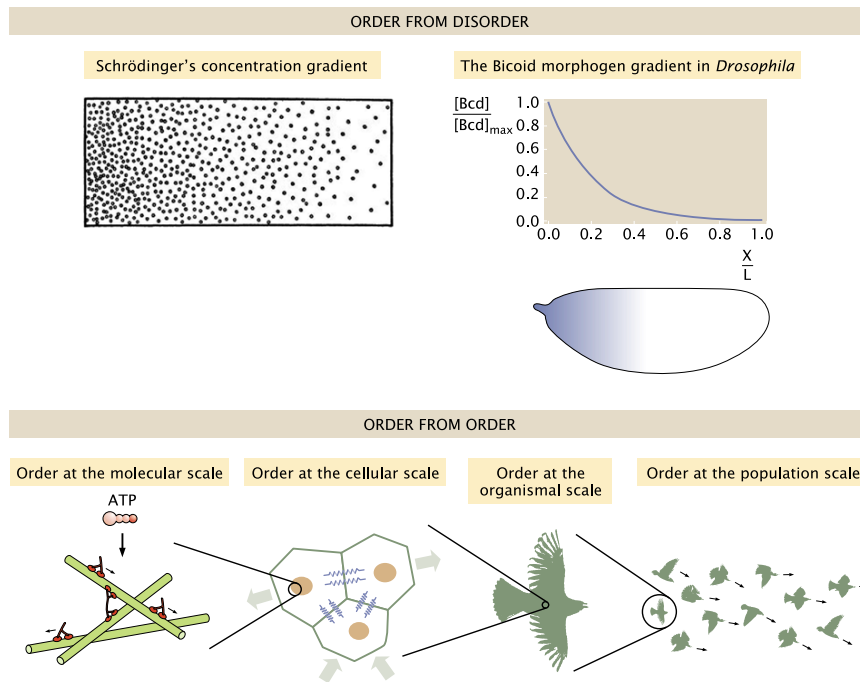 ORDER FROM DISORDER
Schrödinger’s concentration gradient
The Bicoid morphogen gradient in Drosophila
[Bcd]
[Bcd]max
1.0
0.8
0.6
0.4
0.2
0.0
0.0 0.2 0.4 0.6 0.8 1.0
X
L
ORDER FROM ORDER
Order at the molecular scale
ATP
Order at the cellular scale
Order at the
organismal scale
Order at the population scale